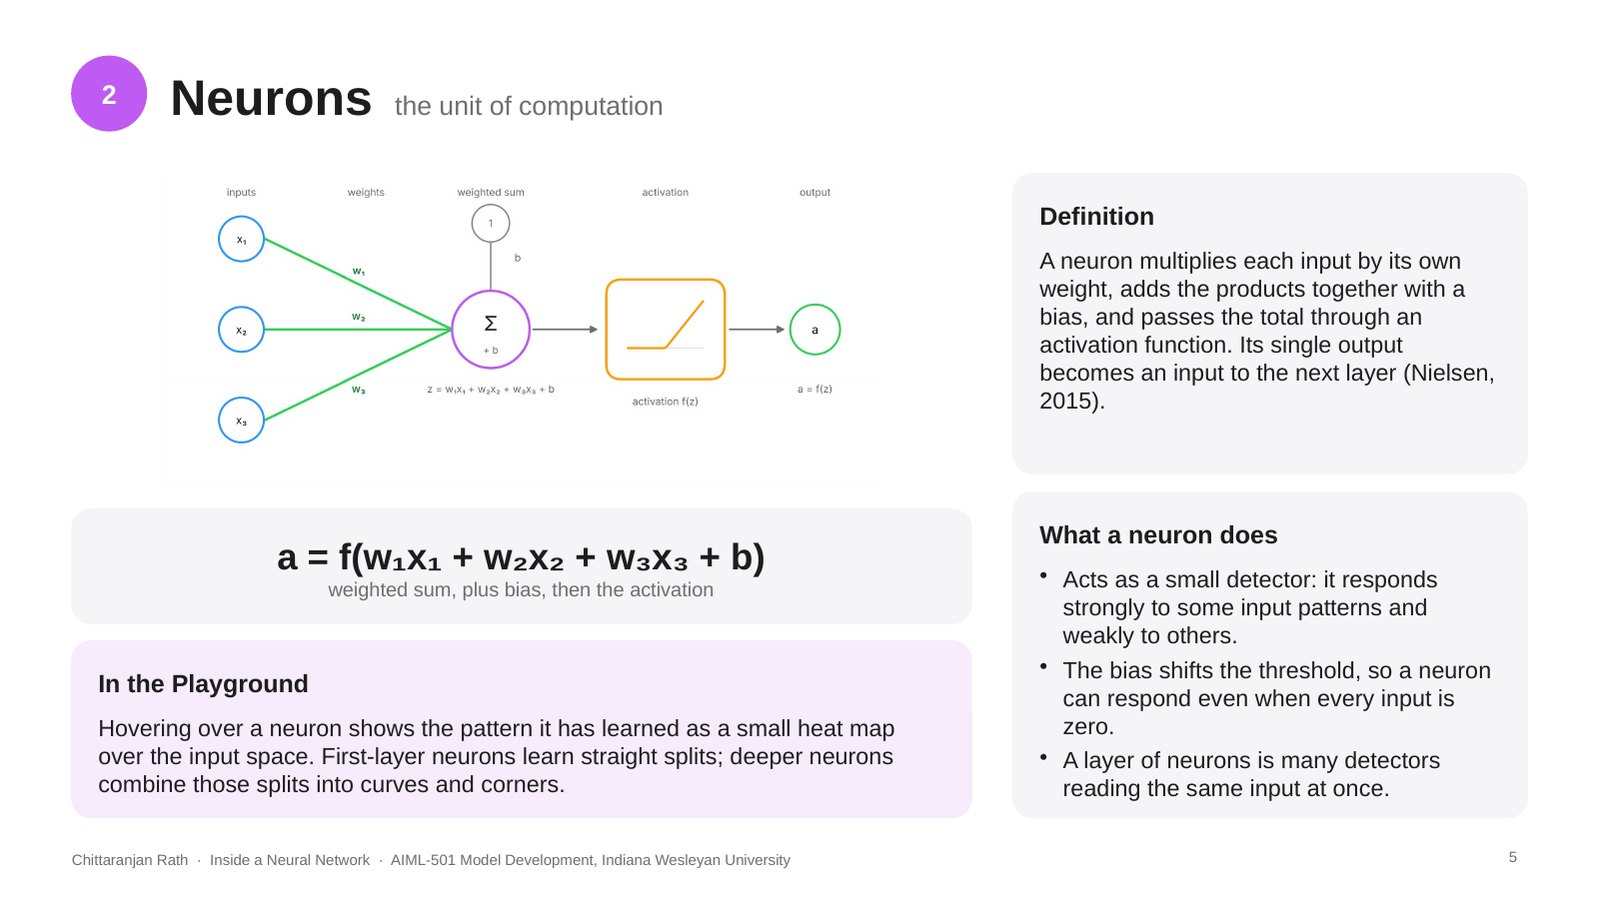 2
Neurons the unit of computation
inputs weights weighted sum activation output
1
x₁
b
w₁
w₂
x₂
Σ
+ b
a
w₃
z = w₁x₁ + w₂x₂ + w₃x₃ + b
a = f(z)
activation f(z)
x₃
a = f(w₁x₁ + w₂x₂ + w₃x₃ + b)
weighted sum, plus bias, then the activation
In the Playground
Hovering over a neuron shows the pattern it has learned as a small heat map
over the input space. First-layer neurons learn straight splits; deeper neurons
combine those splits into curves and corners.
Definition
A neuron multiplies each input by its own
weight, adds the products together with a
bias, and passes the total through an
activation function. Its single output
becomes an input to the next layer (Nielsen,
2015).
What a neuron does
• Acts as a small detector: it responds
strongly to some input patterns and
weakly to others.
• The bias shifts the threshold, so a neuron
can respond even when every input is
zero.
• A layer of neurons is many detectors
reading the same input at once.
Chittaranjan Rath · Inside a Neural Network · AIML-501 Model Development, Indiana Wesleyan University
5